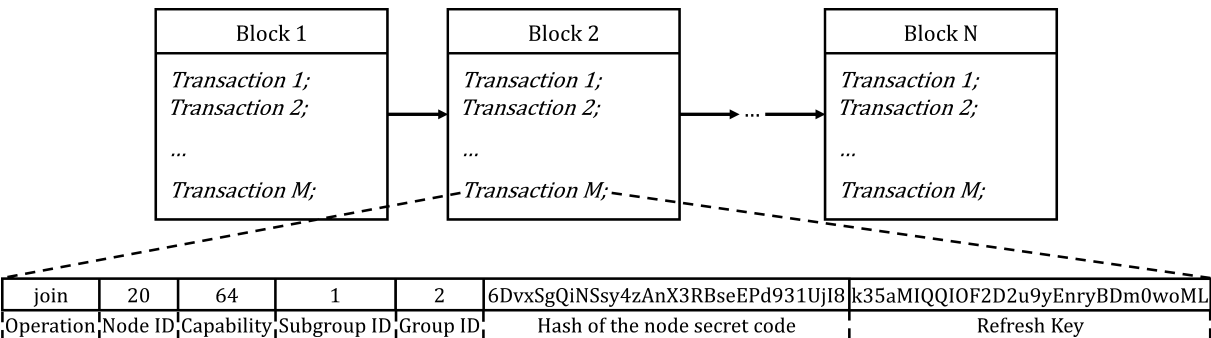 Block 1
Transaction 1;
Transaction 2;
...
Transaction M;
Block 2
Transaction 1;
Transaction 2;
...
Transaction M;
...
Block N
Transaction 1;
Transaction 2;
...
Transaction M;
join 20 64 1 2 6DvxSgQiNSsy4zAnX3RBseEPd931UjI8 k35aMIQQIOF2D2u9yEnryBDm0woML
Operation Node ID Capability Subgroup ID Group ID Hash of the node secret code Refresh Key